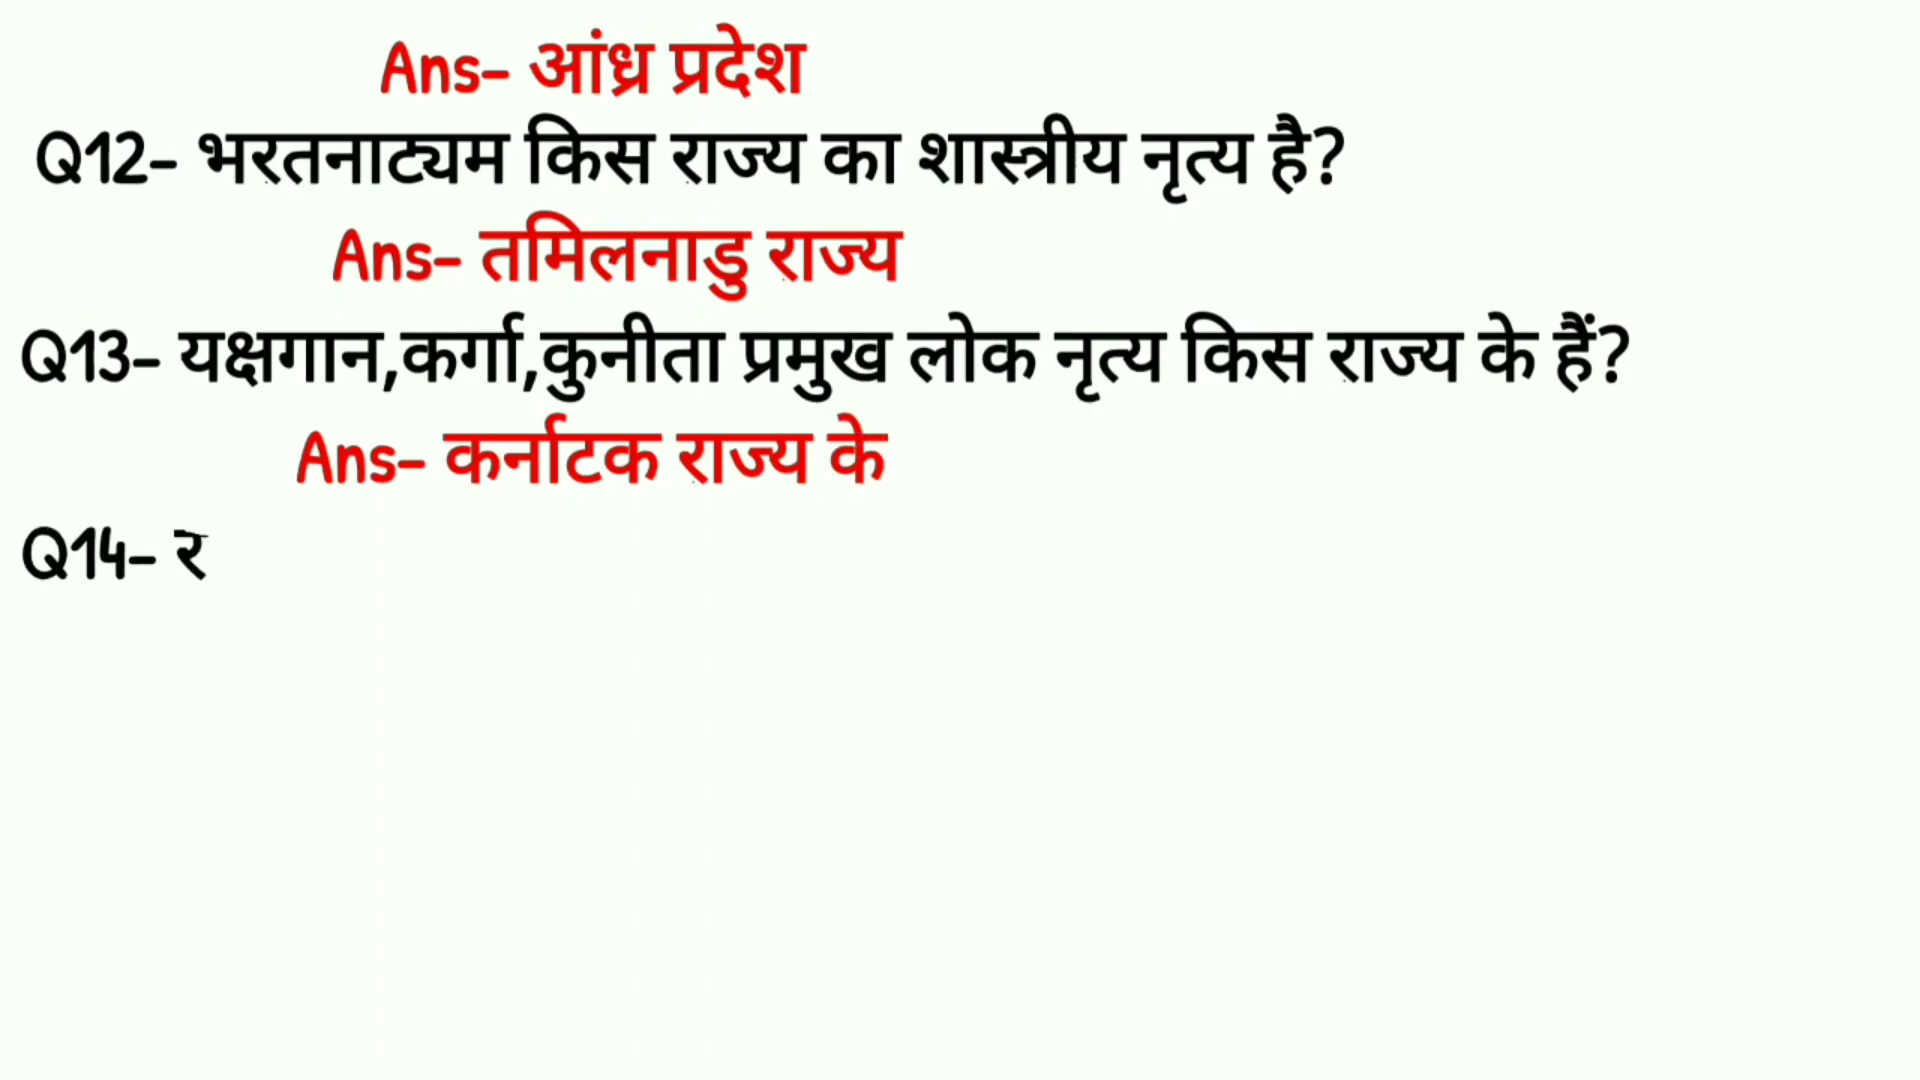 Ans- आंध्र प्रदेश
Q12- भरतनाट्यम किस राज्य का शास्त्रीय नृत्य है?
Ans- तमिलनाडु राज्य
Q13- यक्षगान,कर्गा,कुनीता प्रमुख लोक नृत्य किस राज्य के हैं?
Ans- कर्नाटक राज्य के
Q14- र